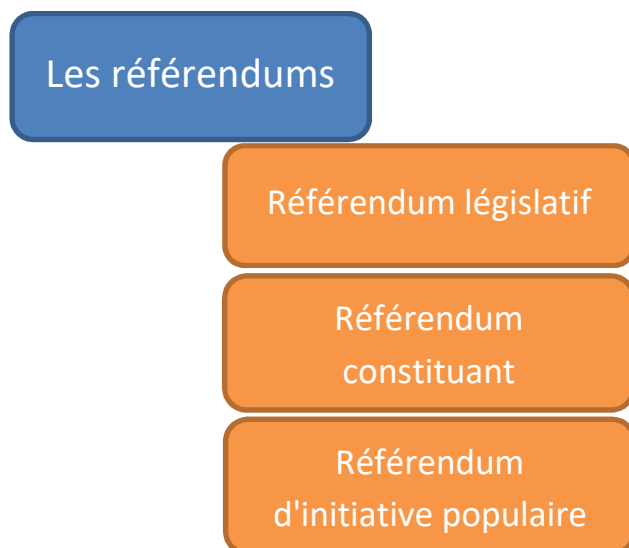 Les référendums
Référendum législatif
Référendum
constituant
Référendum
d'initiative populaire